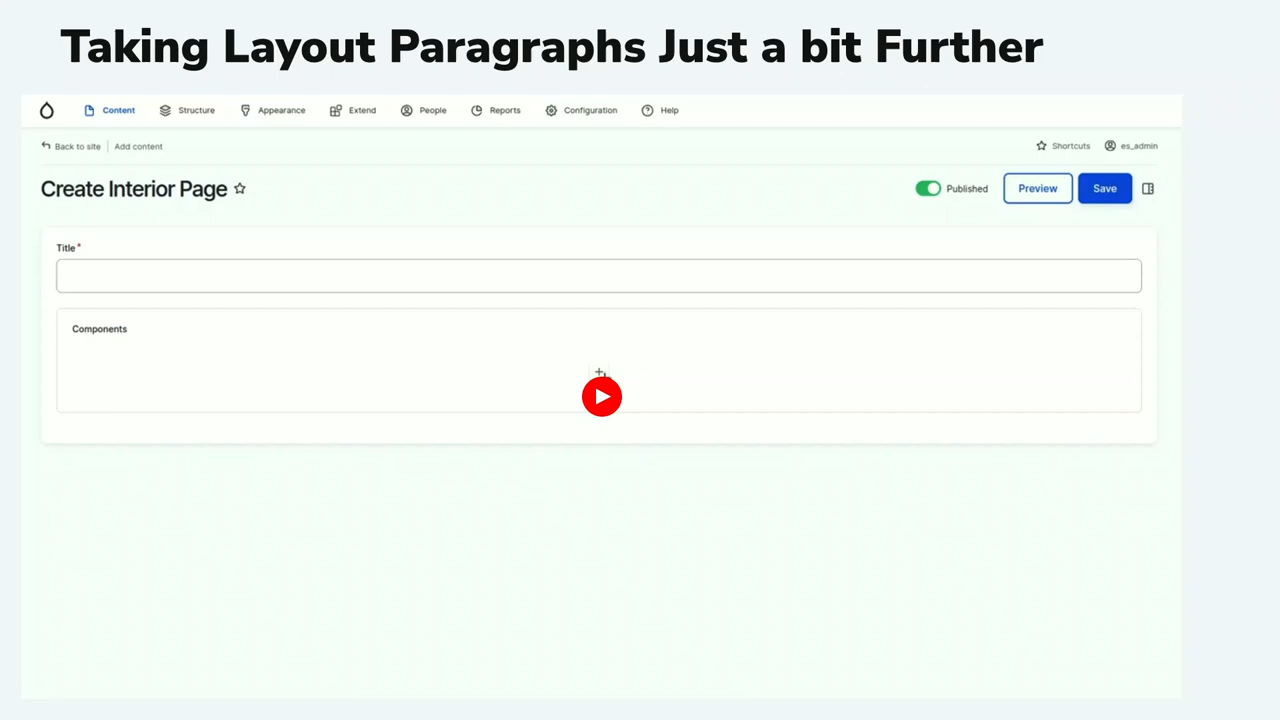 Taking Layout Paragraphs Just a bit Further
Content Structure Appearance Extend People Reports Configuration Help
Back to site Add content Shortcuts es_admin
Create Interior Page Published Preview Save
Title*
Components